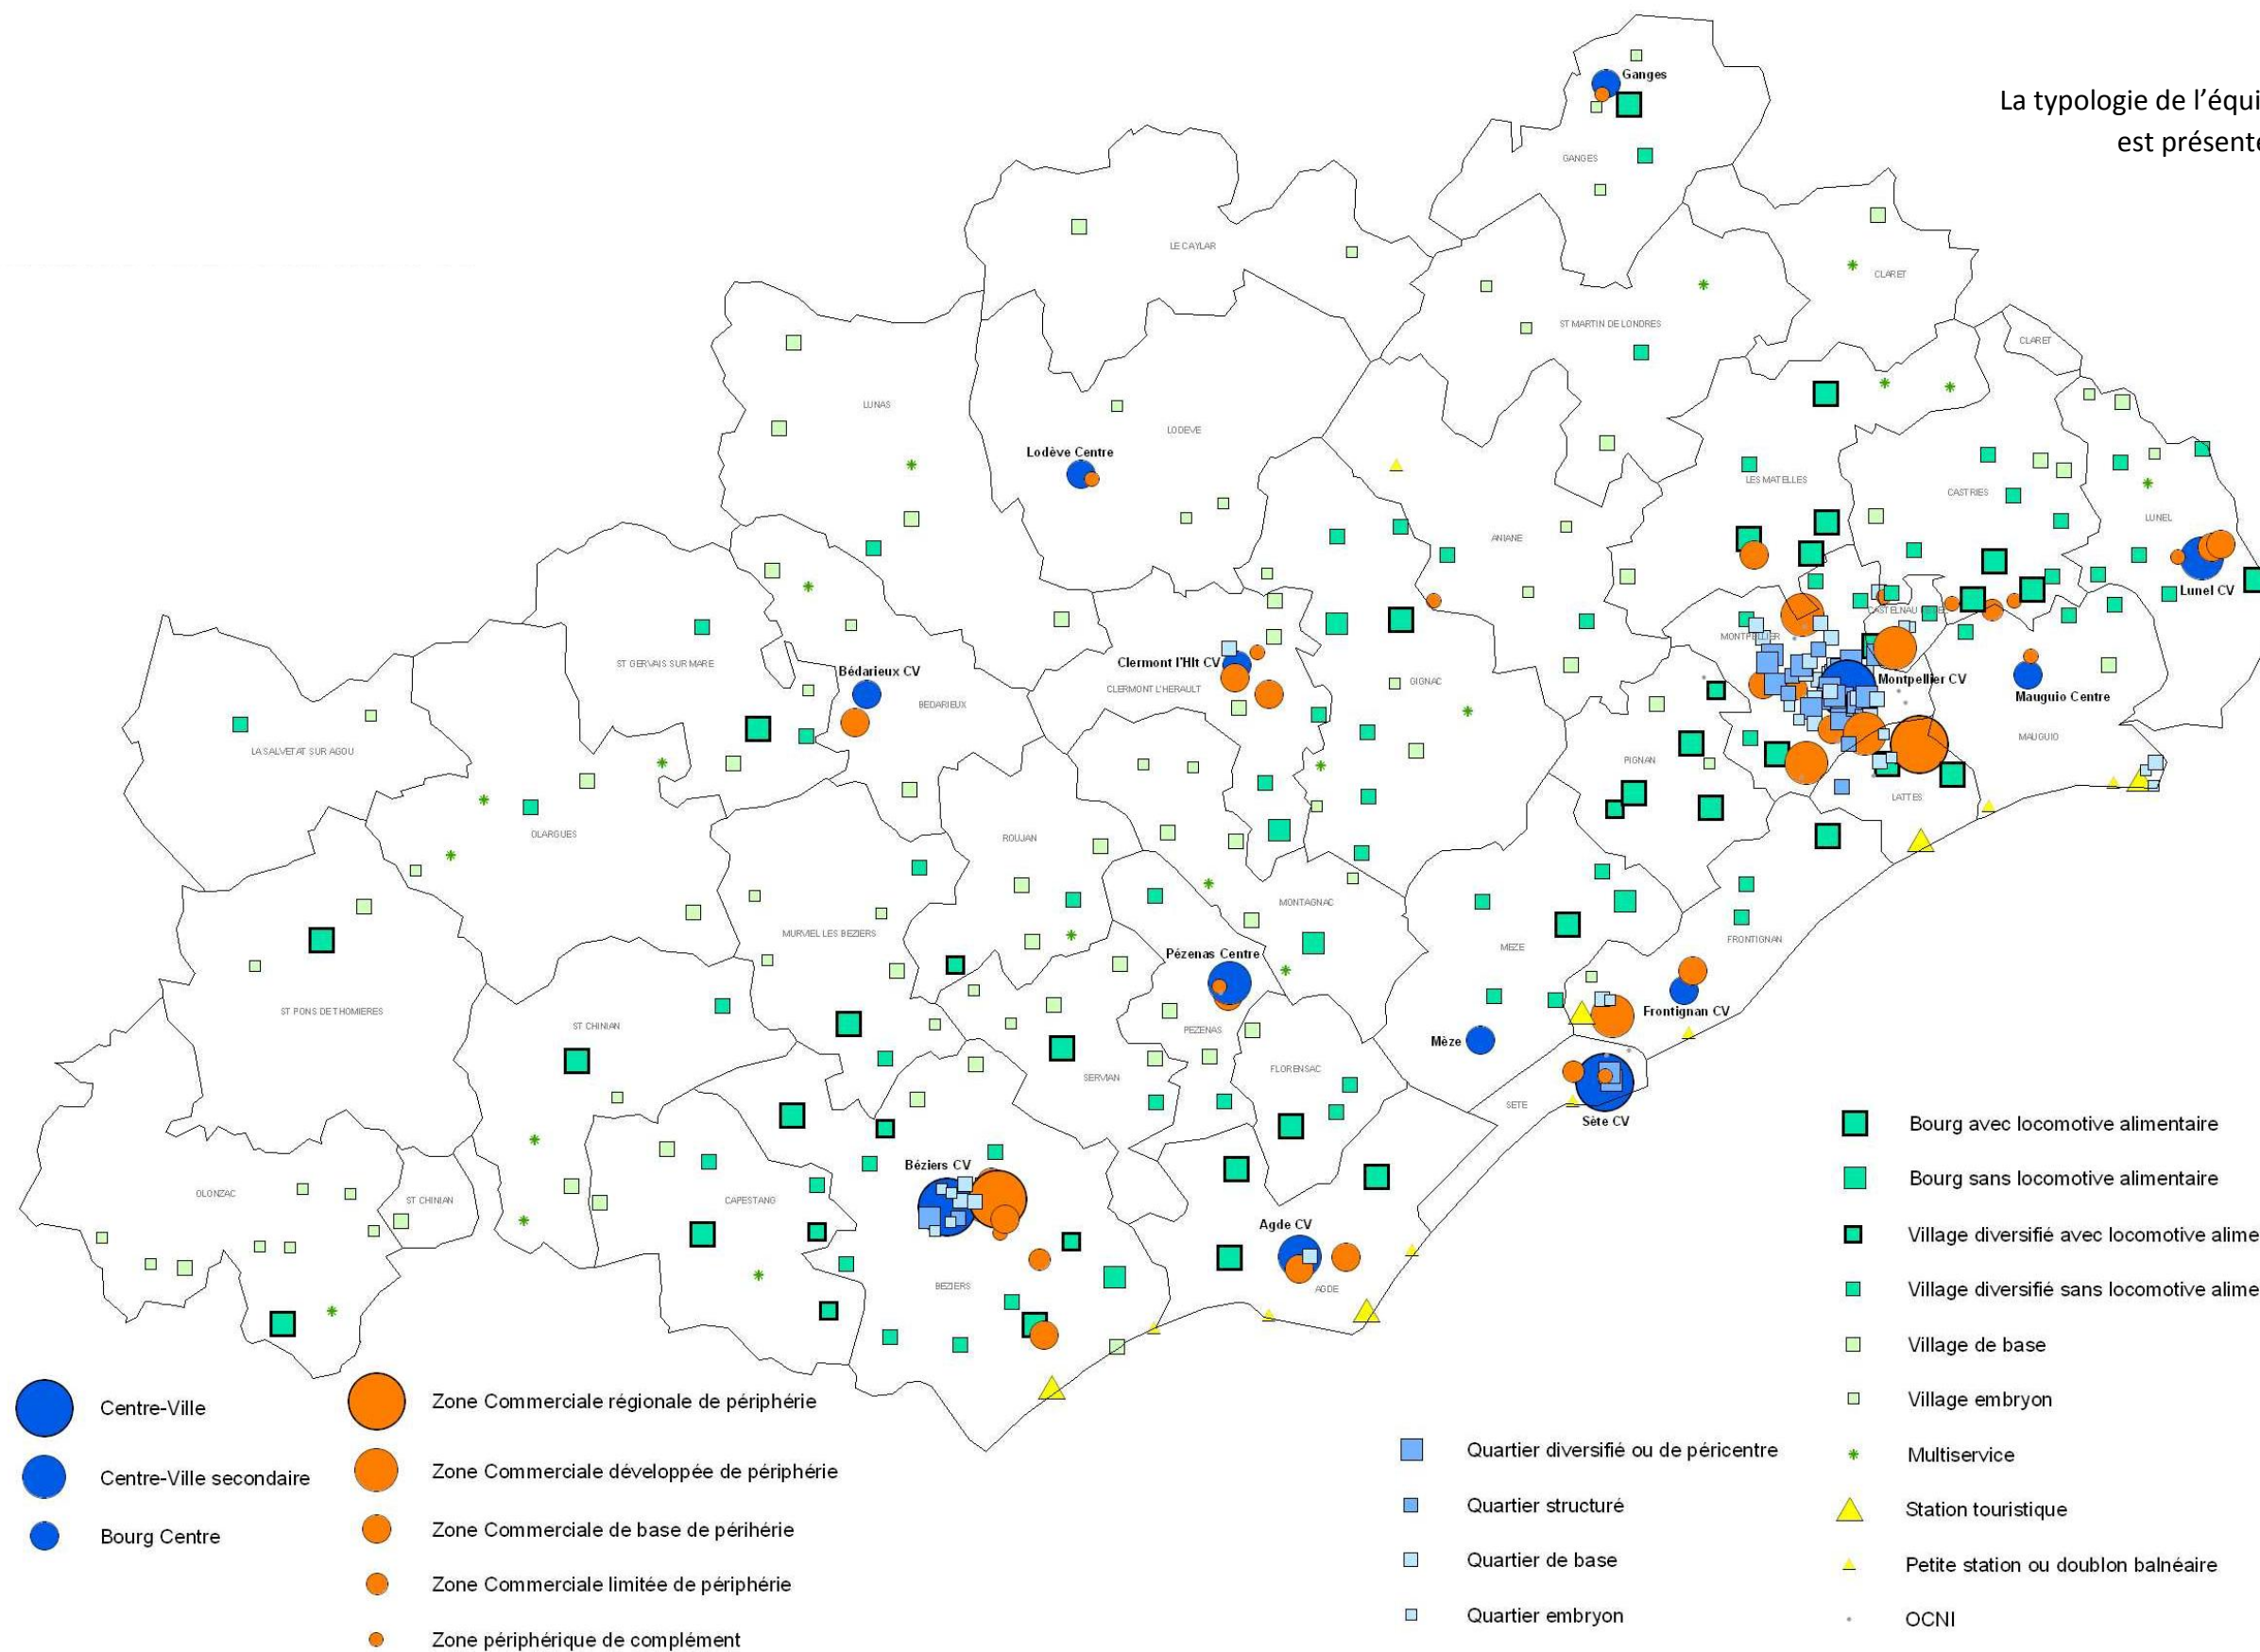 La typologie de l'équi
est présenté
Ganges
GANGES
LE CAYLAR
CLARET
ST MARTIN DE LONDRES
CLARET
LUNAS
LODEVE
Lodève Centre
LES MATELLES
CASTRIES
LUNEL
ANIANE
Lunel CV
MONTPELLIER
ST GERVAIS SUR MARE
Bédarieux CV
BEDARIEUX
Clermont l'Hlt CV
CLERMONT L'HERAULT
GIGNAC
Montpellier CV
Mauguio Centre
MAUGUIO
LA SALVETAT SUR AGOU
PIGNAN
LATTES
OLARGUES
ROUJAN
MONTAGNAC
MURVIEL LES BEZIERS
MEZE
FRONTIGNAN
Pézenas Centre
ST PONS DE THOMIERES
ST CHINIAN
PEZENAS
Frontignan CV
Mèze
SERVIAN
FLORENSAC
SETE
Sète CV
Béziers CV
OLONZAC
ST CHINIAN
CAPESTANG
Agde CV
BEZIERS
AGDE
Centre-Ville
Centre-Ville secondaire
Bourg Centre
Zone Commerciale régionale de périphérie
Zone Commerciale développée de périphérie
Zone Commerciale de base de périhérie
Zone Commerciale limitée de périphérie
Zone périphérique de complément
Quartier diversifié ou de péricentre
Quartier structuré
Quartier de base
Quartier embryon
Bourg avec locomotive alimentaire
Bourg sans locomotive alimentaire
Village diversifié avec locomotive alime
Village diversifié sans locomotive alime
Village de base
Village embryon
Multiservice
Station touristique
Petite station ou doublon balnéaire
OCNI